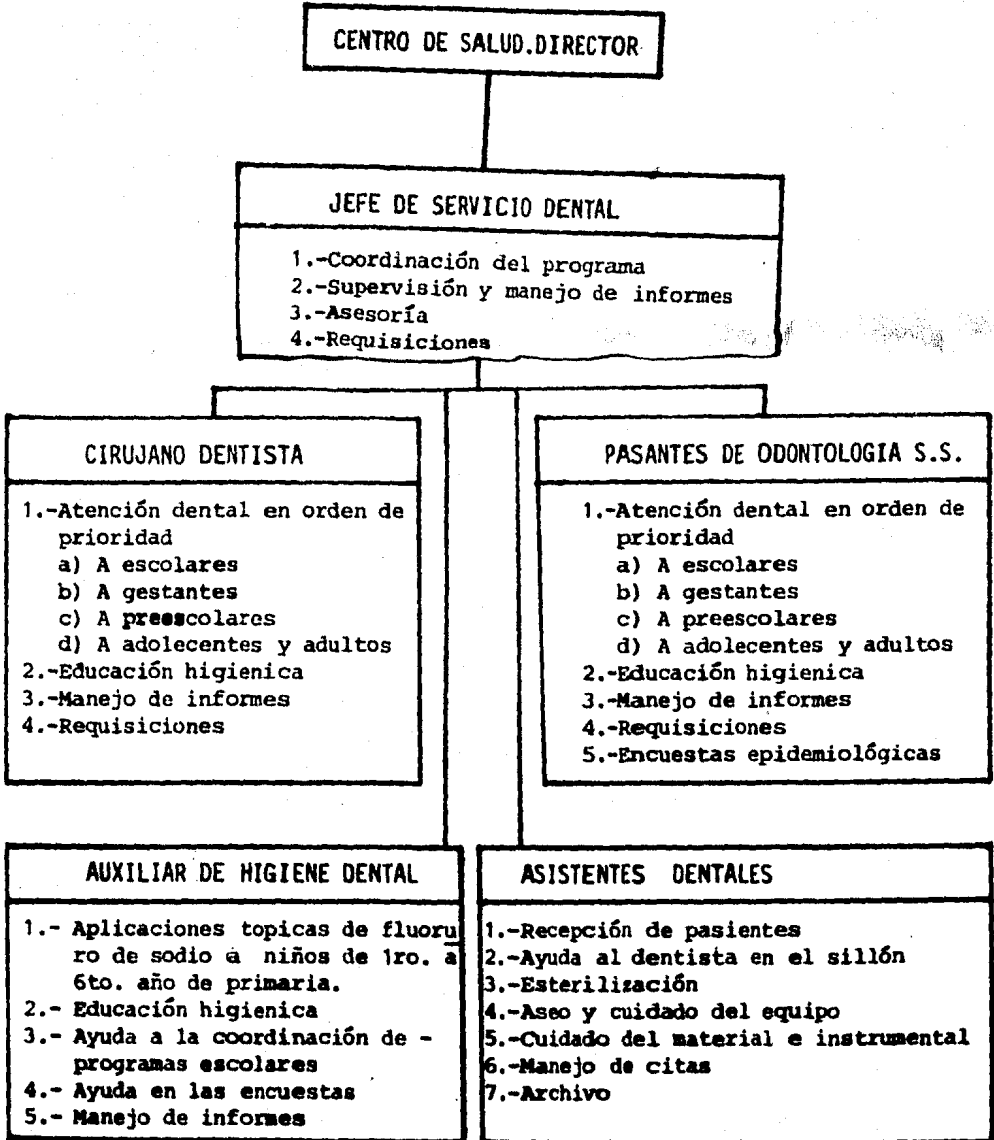 CENTRO DE SALUD.DIRECTOR
JEFE DE SERVICIO DENTAL
1.-Coordinación del programa
2.-Supervisión y manejo de informes
3.-Asesoría
4.-Requisiciones
CIRUJANO DENTISTA
1.-Atención dental en orden de
prioridad
a) A escolares
b) A gestantes
c) A preescolares
d) A adolecentes y adultos
2.-Educación higienica
3.-Manejo de informes
4.-Requisiciones
PASANTES DE ODONTOLOGIA S.S.
1.-Atención dental en orden de
prioridad
a) A escolares
b) A gestantes
c) A preescolares
d) A adolecentes y adultos
2.-Educación higienica
3.-Manejo de informes
4.-Requisiciones
5.-Encuestas epidemiológicas
AUXILIAR DE HIGIENE DENTAL
1.- Aplicaciones topicas de fluoru
ro de sodio a niños de 1ro. a
6to. año de primaria.
2.- Educación higienica
3.- Ayuda a la coordinación de -
programas escolares
4.- Ayuda en las encuestas
5.- Manejo de informes
ASISTENTES DENTALES
1.-Recepción de pasientes
2.-Ayuda al dentista en el sillón
3.-Esterilización
4.-Aseo y cuidado del equipo
5.-Cuidado del material e instrumental
6.-Manejo de citas
7.-Archivo